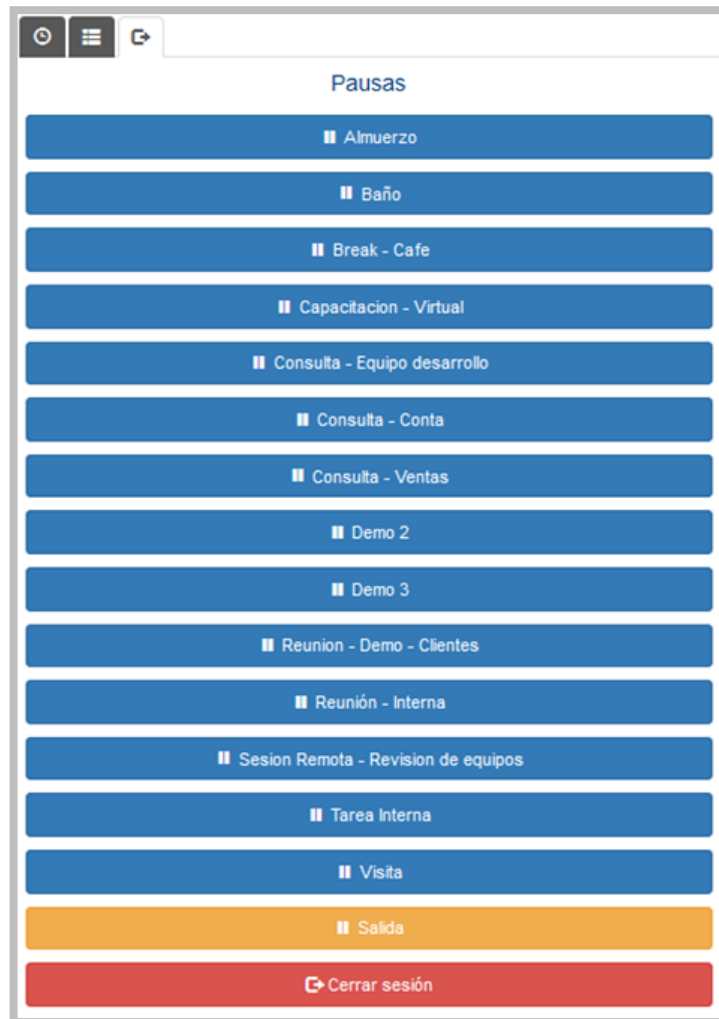 Pausas
Almuerzo
Baño
Break - Cafe
Capacitacion - Virtual
Consulta - Equipo desarrollo
Consulta - Conta
Consulta - Ventas
Demo 2
Demo 3
Reunion - Demo - Clientes
Reunión - Interna
Sesion Remota - Revision de equipos
Tarea Interna
Visita
Salida
Cerrar sesión